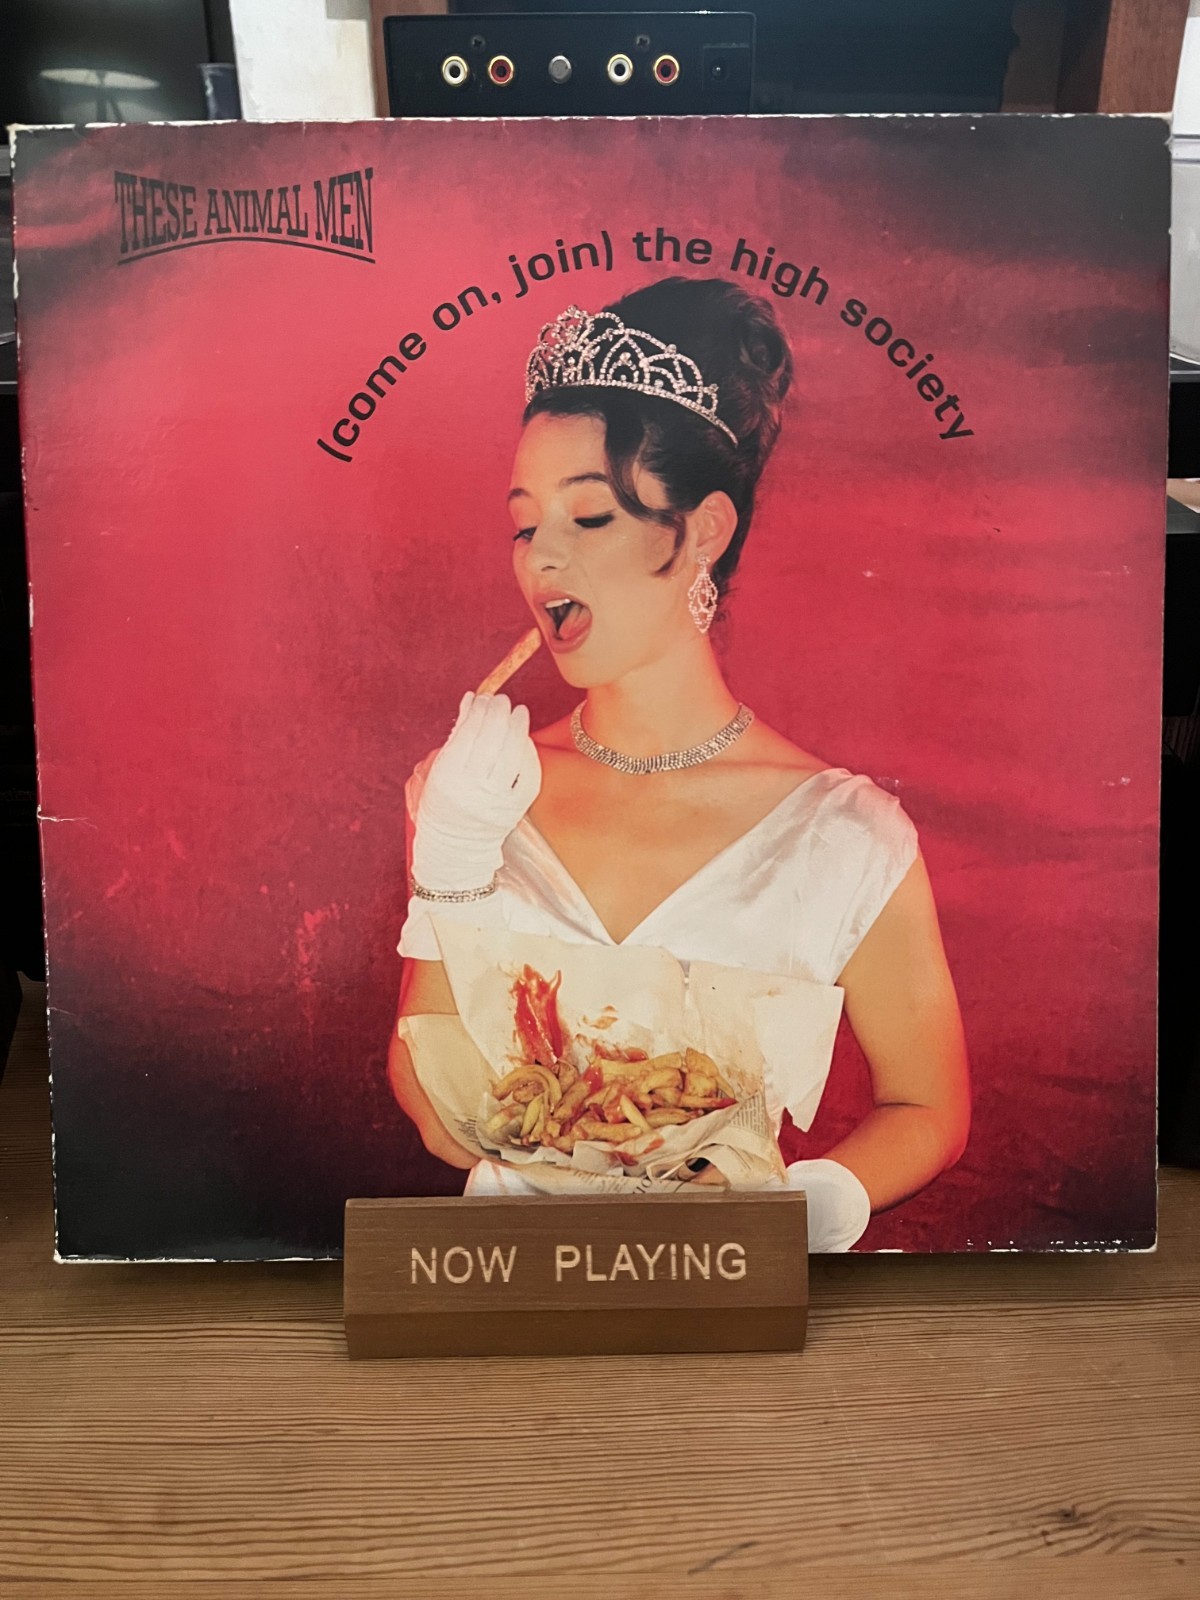 THESE ANIMAL MEN
(come on, join) the high society
NOW PLAYING